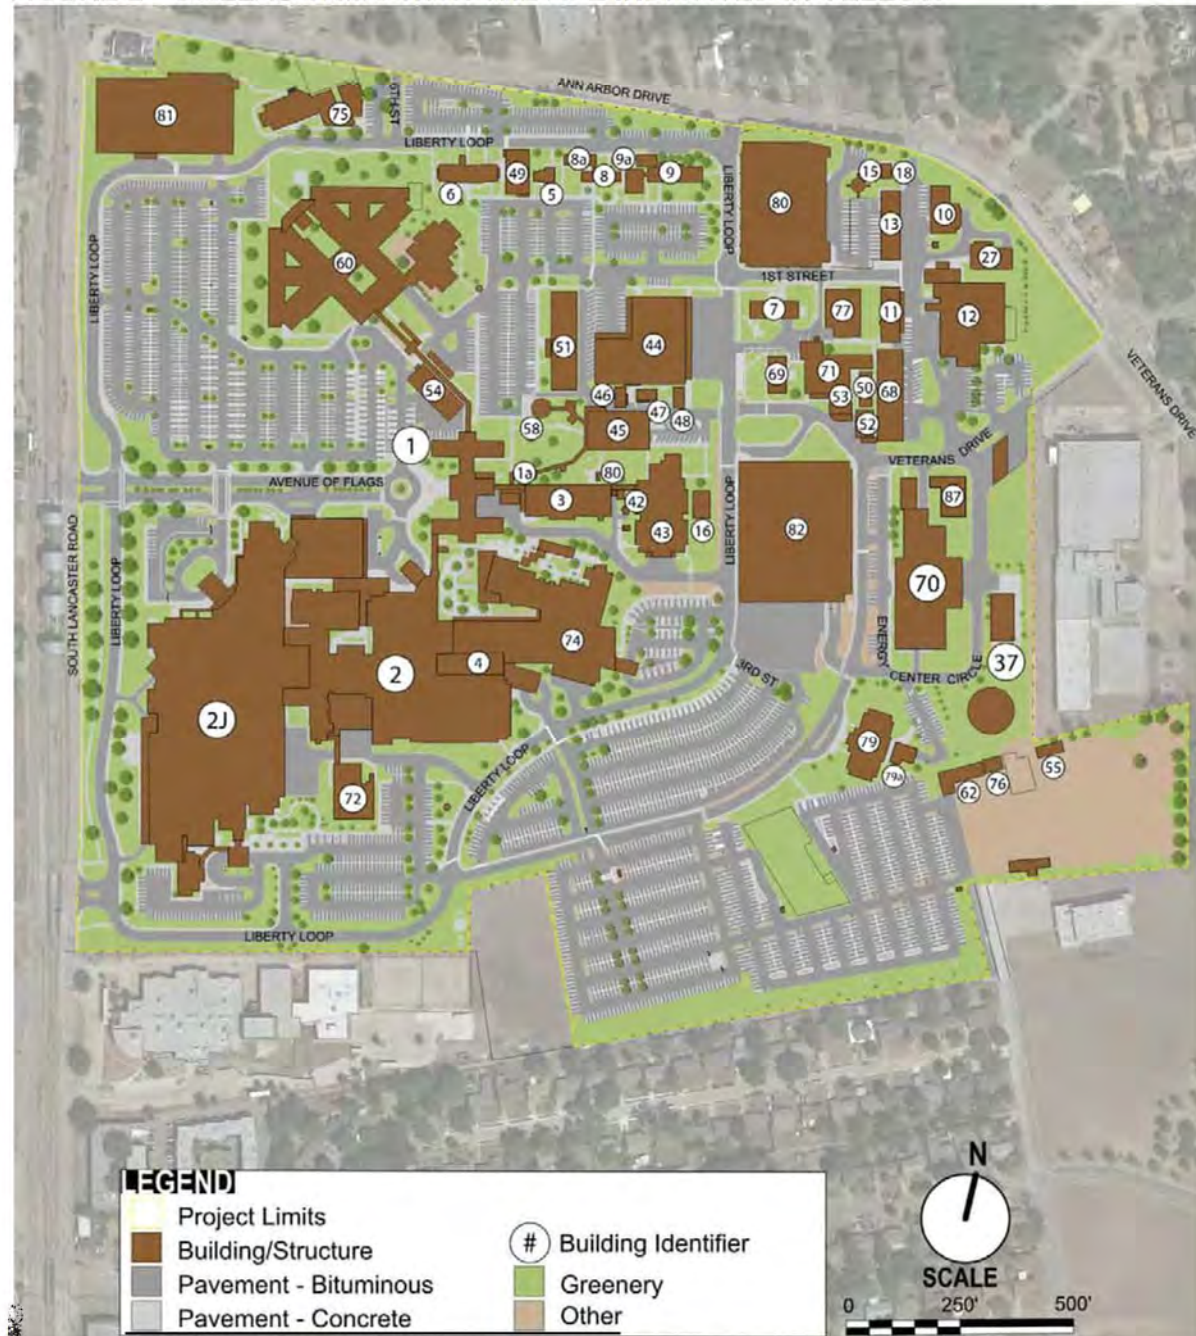 ANN ARBOR DRIVE
81
75
6TH ST
LIBERTY LOOP
8a
9a
49
8
9
6
5
LIBERTY LOOP
80
15
18
13
10
27
60
LIBERTY LOOP
1ST STREET
7
77
11
12
51
44
VETERANS DRIVE
69
71
50
68
54
46
47
48
53
58
45
52
1
VETERANS DRIVE
1a
80
AVENUE OF FLAGS
3
42
43
16
82
87
SOUTH LANCASTER ROAD
LIBERTY LOOP
LIBERTY LOOP
70
ENERGY CENTER CIRCLE
37
4
74
2
3RD ST
2J
79
79a
55
76
62
72
LIBERTY LOOP
LIBERTY LOOP
LEGEND
Project Limits
Building/Structure
# Building Identifier
Pavement - Bituminous
Greenery
Pavement - Concrete
Other
N
SCALE
0 250' 500'